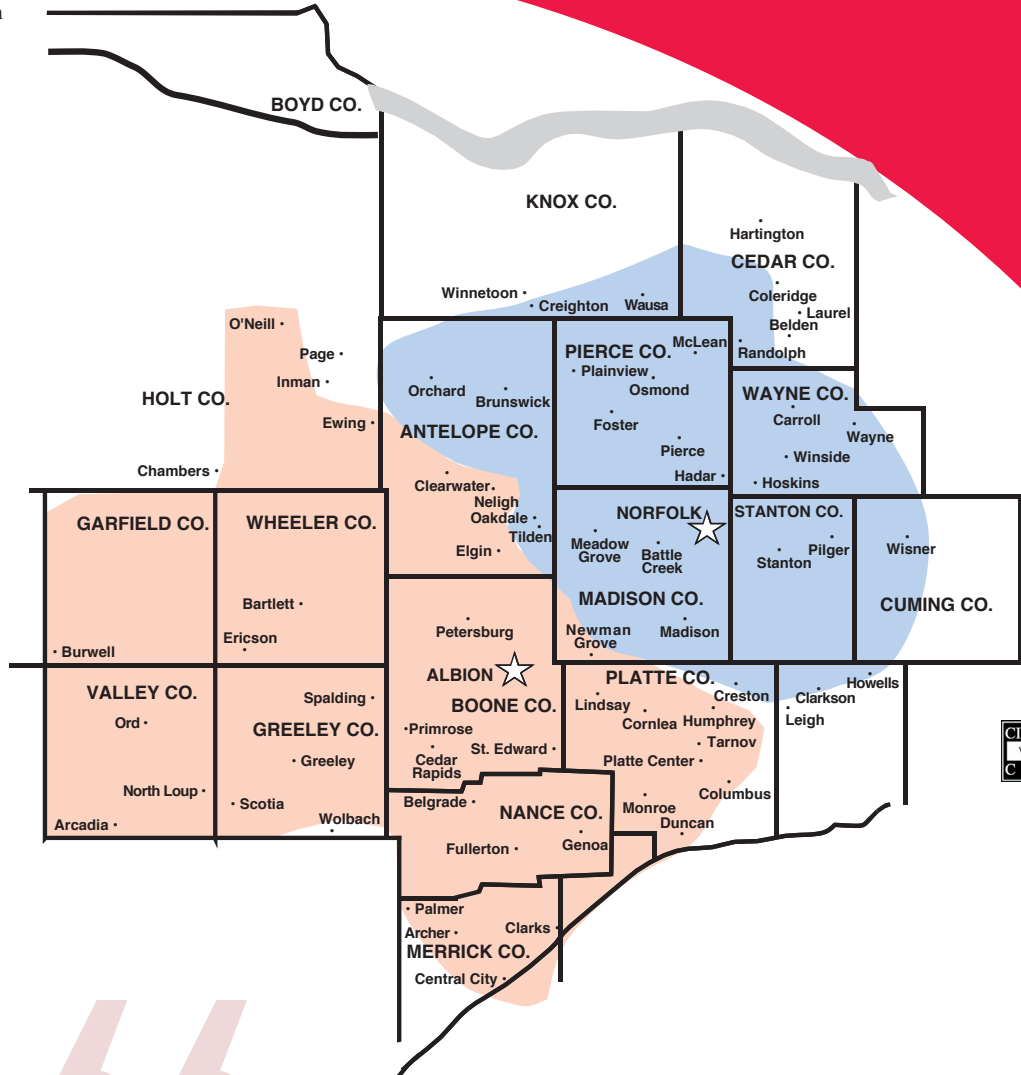 BOYD CO.
KNOX CO.
Hartington
CEDAR CO.
Winnetoon
Creighton
Wausa
Coleridge
Laurel
Belden
O'Neill
Page
Inman
HOLT CO.
Ewing
Chambers
PIERCE CO.
McLean
Randolph
Plainview
Osmond
Orchard
Brunswick
Foster
ANTELOPE CO.
Pierce
Hadar
WAYNE CO.
Carroll
Wayne
Winside
Hoskins
Clearwater
Neligh
Oakdale
Tilden
Elgin
GARFIELD CO.
WHEELER CO.
NORFOLK
STANTON CO.
Meadow
Grove
Battle
Creek
Stanton
Pilger
Wisner
MADISON CO.
CUMING CO.
Bartlett
Ericson
Burwell
Petersburg
Newman
Grove
Madison
ALBION
BOONE CO.
PLATTE CO.
Creston
Howells
Clarkson
Leigh
VALLEY CO.
Ord
Spalding
GREELEY CO.
Greeley
Lindsay
Cornlea
Humphrey
Tarnov
Primrose
Cedar
Rapids
St. Edward
Platte Center
North Loup
Scotia
Arcadia
Wolbach
Belgrade
NANCE CO.
Monroe
Columbus
Duncan
Fullerton
Genoa
Palmer
Archer
Clarks
MERRICK CO.
Central City